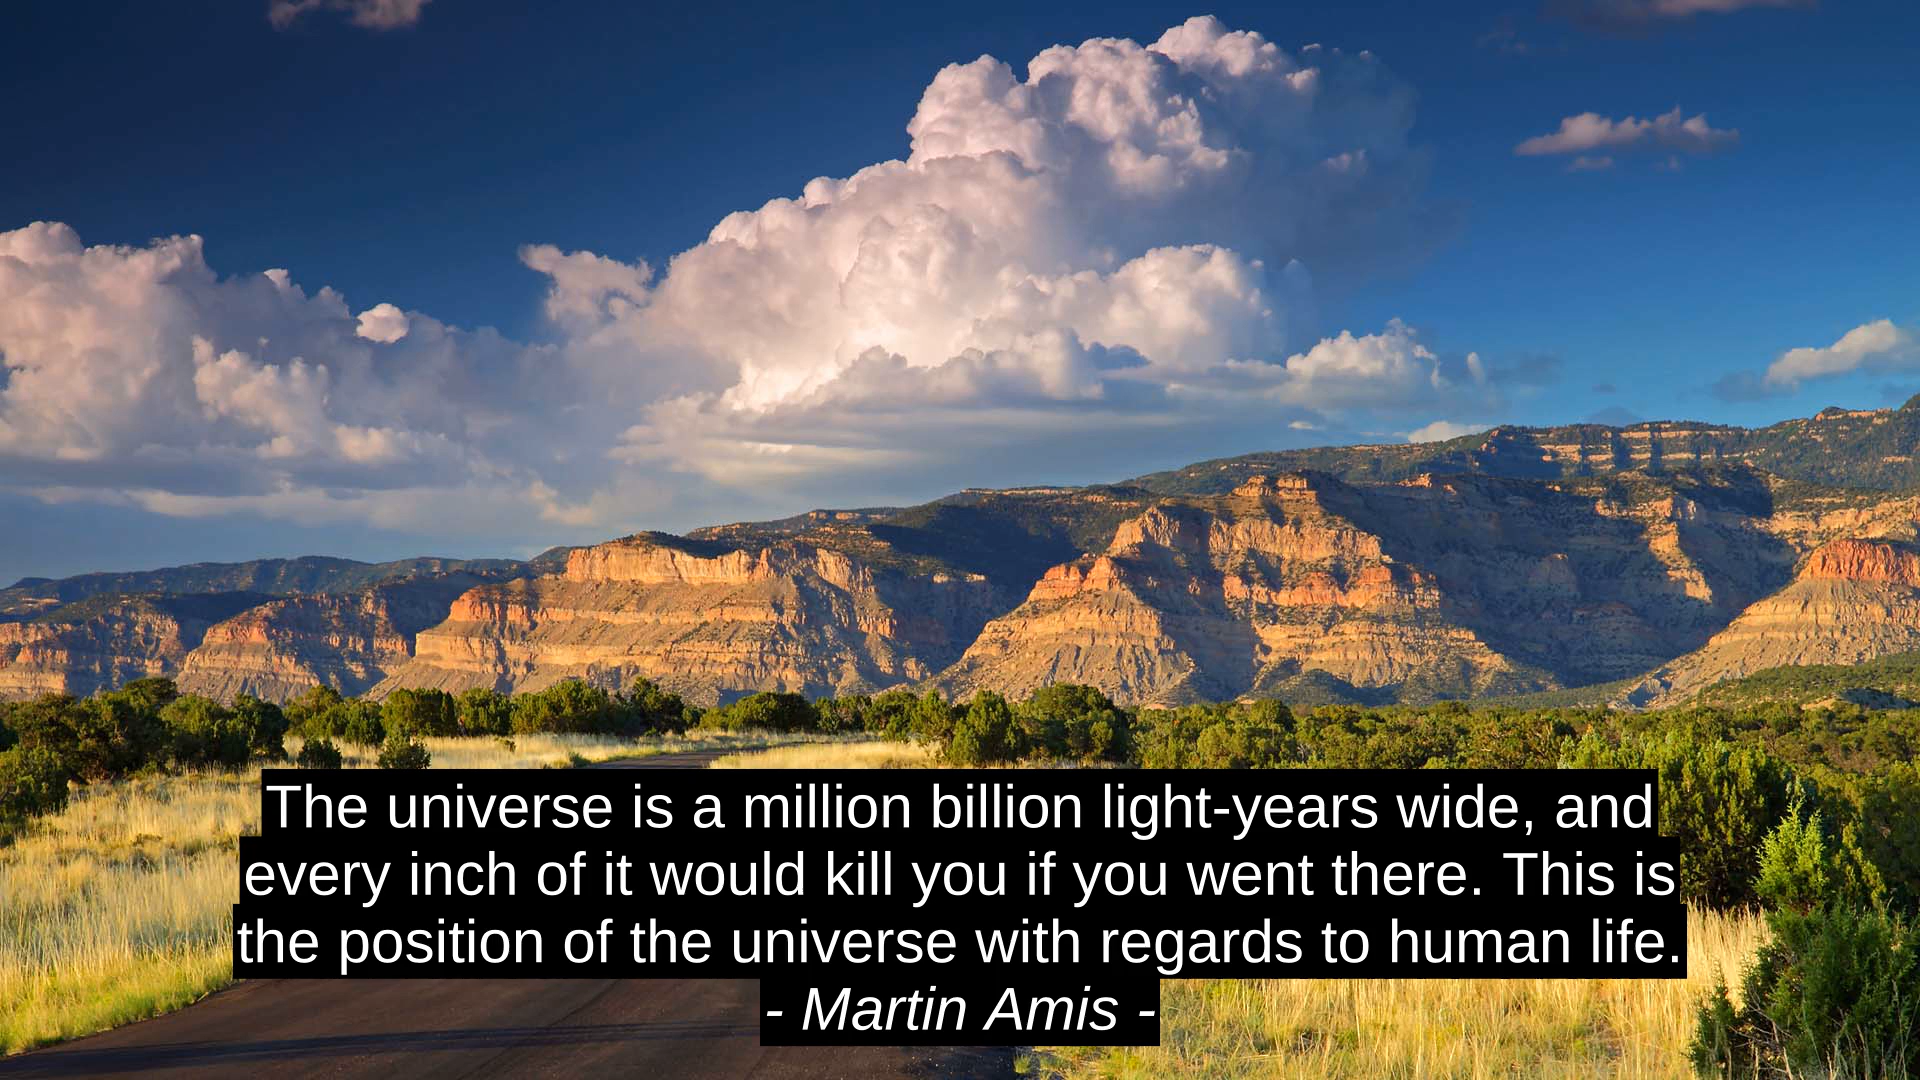 The universe is a million billion light-years wide, and
every inch of it would kill you if you went there. This is
the position of the universe with regards to human life.
- Martin Amis -